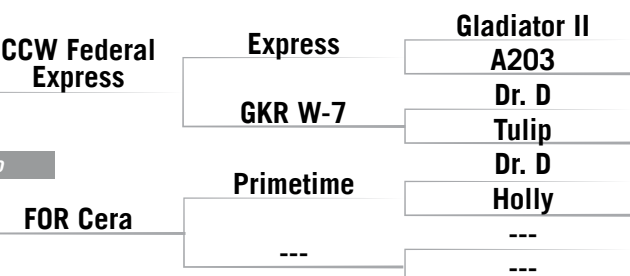 Gladiator II
CCW Federal
Express
Express
A203
Dr. D
GKR W-7
Tulip
Dr. D
Primetime
Holly
FOR Cera
---
---
---